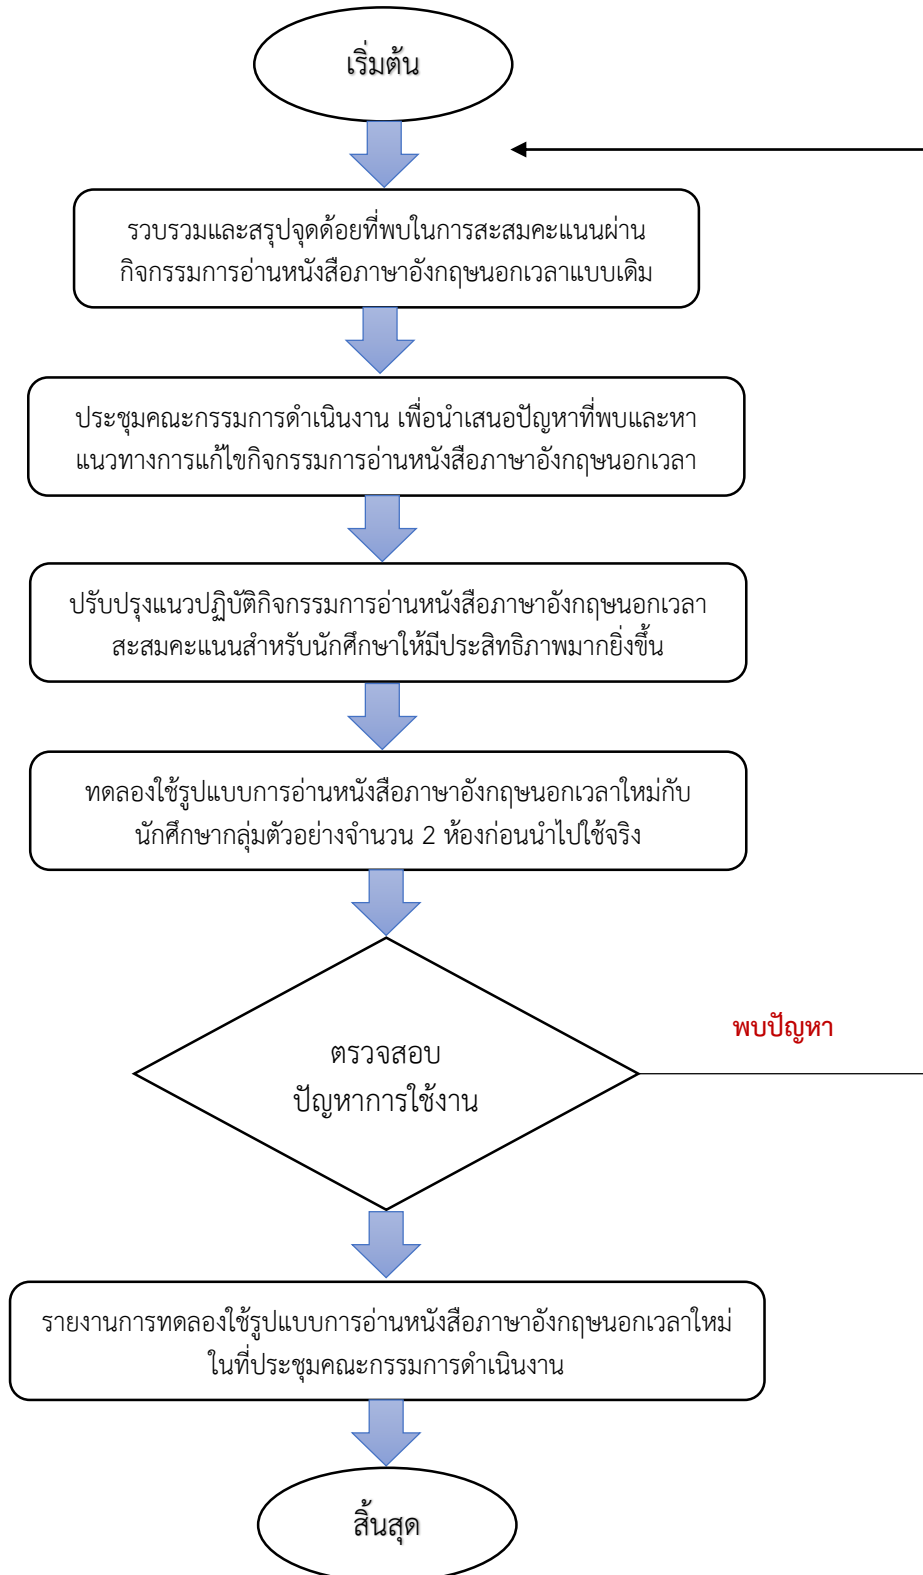 เริ่มต้น
รวบรวมและสรุปจุดด้อยที่พบในการสะสมคะแนนผ่าน
กิจกรรมการอ่านหนังสือภาษาอังกฤษนอกเวลาแบบเดิม
ประชุมคณะกรรมการดำเนินงาน เพื่อนำเสนอปัญหาที่พบและหา
แนวทางการแก้ไขกิจกรรมการอ่านหนังสือภาษาอังกฤษนอกเวลา
ปรับปรุงแนวปฏิบัติกิจกรรมการอ่านหนังสือภาษาอังกฤษนอกเวลา
สะสมคะแนนสำหรับนักศึกษาให้มีประสิทธิภาพมากยิ่งขึ้น
ทดลองใช้รูปแบบการอ่านหนังสือภาษาอังกฤษนอกเวลาใหม่กับ
นักศึกษากลุ่มตัวอย่างจำนวน 2 ห้องก่อนนำไปใช้จริง
พบปัญหา
ตรวจสอบ
ปัญหาการใช้งาน
รายงานการทดลองใช้รูปแบบการอ่านหนังสือภาษาอังกฤษนอกเวลาใหม่
ในที่ประชุมคณะกรรมการดำเนินงาน
สิ้นสุด